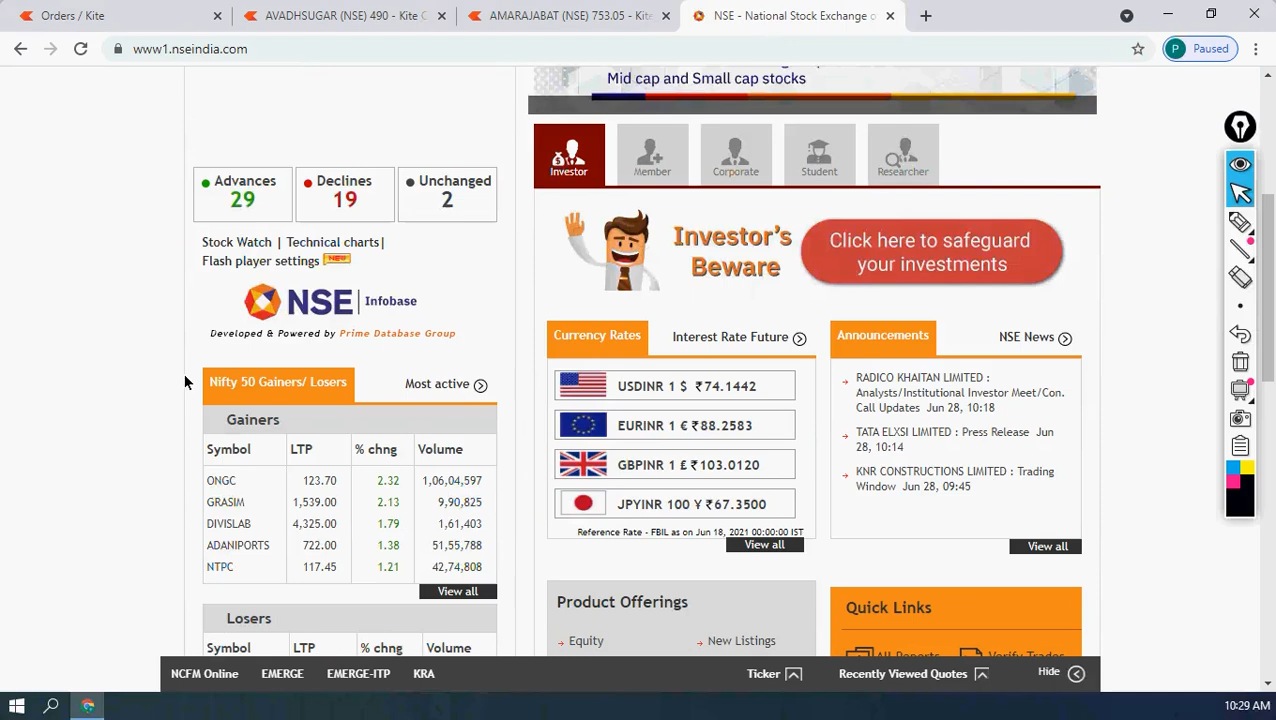 Orders / Kite
AVADHSUGAR (NSE) 490 - Kite C
AMARAJABAT (NSE) 753.05 - Kite
NSE - National Stock Exchange o
www1.nseindia.com
P Paused
Mid cap and Small cap stocks
Investor
Member
Corporate
Student
Researcher
Advances
29
Declines
19
Unchanged
2
Stock Watch | Technical charts|
Flash player settings NEW
NSE | Infobase
Developed & Powered by Prime Database Group
Investor's
Beware
Click here to safeguard
your investments
Nifty 50 Gainers/ Losers
Most active
Gainers
Symbol LTP % chng Volume
ONGC 123.70 2.32 1,06,04,597
GRASIM 1,539.00 2.13 9,90,825
DIVISLAB 4,325.00 1.79 1,61,403
ADANIPORTS 722.00 1.38 51,55,788
NTPC 117.45 1.21 42,74,808
View all
Losers
Symbol LTP % chng Volume
Currency Rates
Interest Rate Future
USDINR 1 $ ₹74.1442
EURINR 1 € ₹88.2583
GBPINR 1 £ ₹103.0120
JPYINR 100 ¥ ₹67.3500
Reference Rate - FBIL as on Jun 18, 2021 00:00:00 IST
View all
Announcements
NSE News
RADICO KHAITAN LIMITED :
Analysts/Institutional Investor Meet/Con.
Call Updates Jun 28, 10:18
TATA ELXSI LIMITED : Press Release Jun
28, 10:14
KNR CONSTRUCTIONS LIMITED : Trading
Window Jun 28, 09:45
View all
Product Offerings
Equity
New Listings
Quick Links
All Reports
Verify Trades
NCFM Online
EMERGE
EMERGE-ITP
KRA
Ticker
Recently Viewed Quotes
Hide
10:29 AM